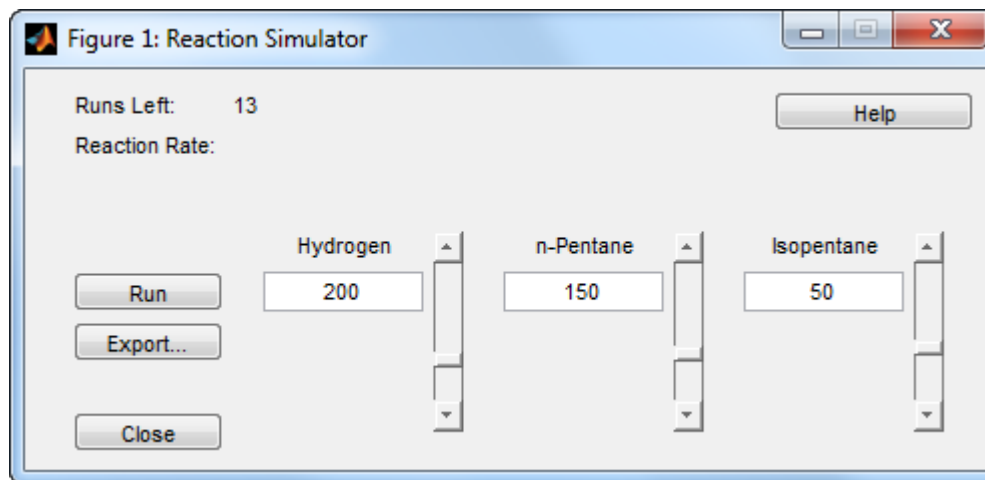 Figure 1: Reaction Simulator
Runs Left: 13
Help
Reaction Rate:
Hydrogen n-Pentane Isopentane
Run 200 150 50
Export...
Close